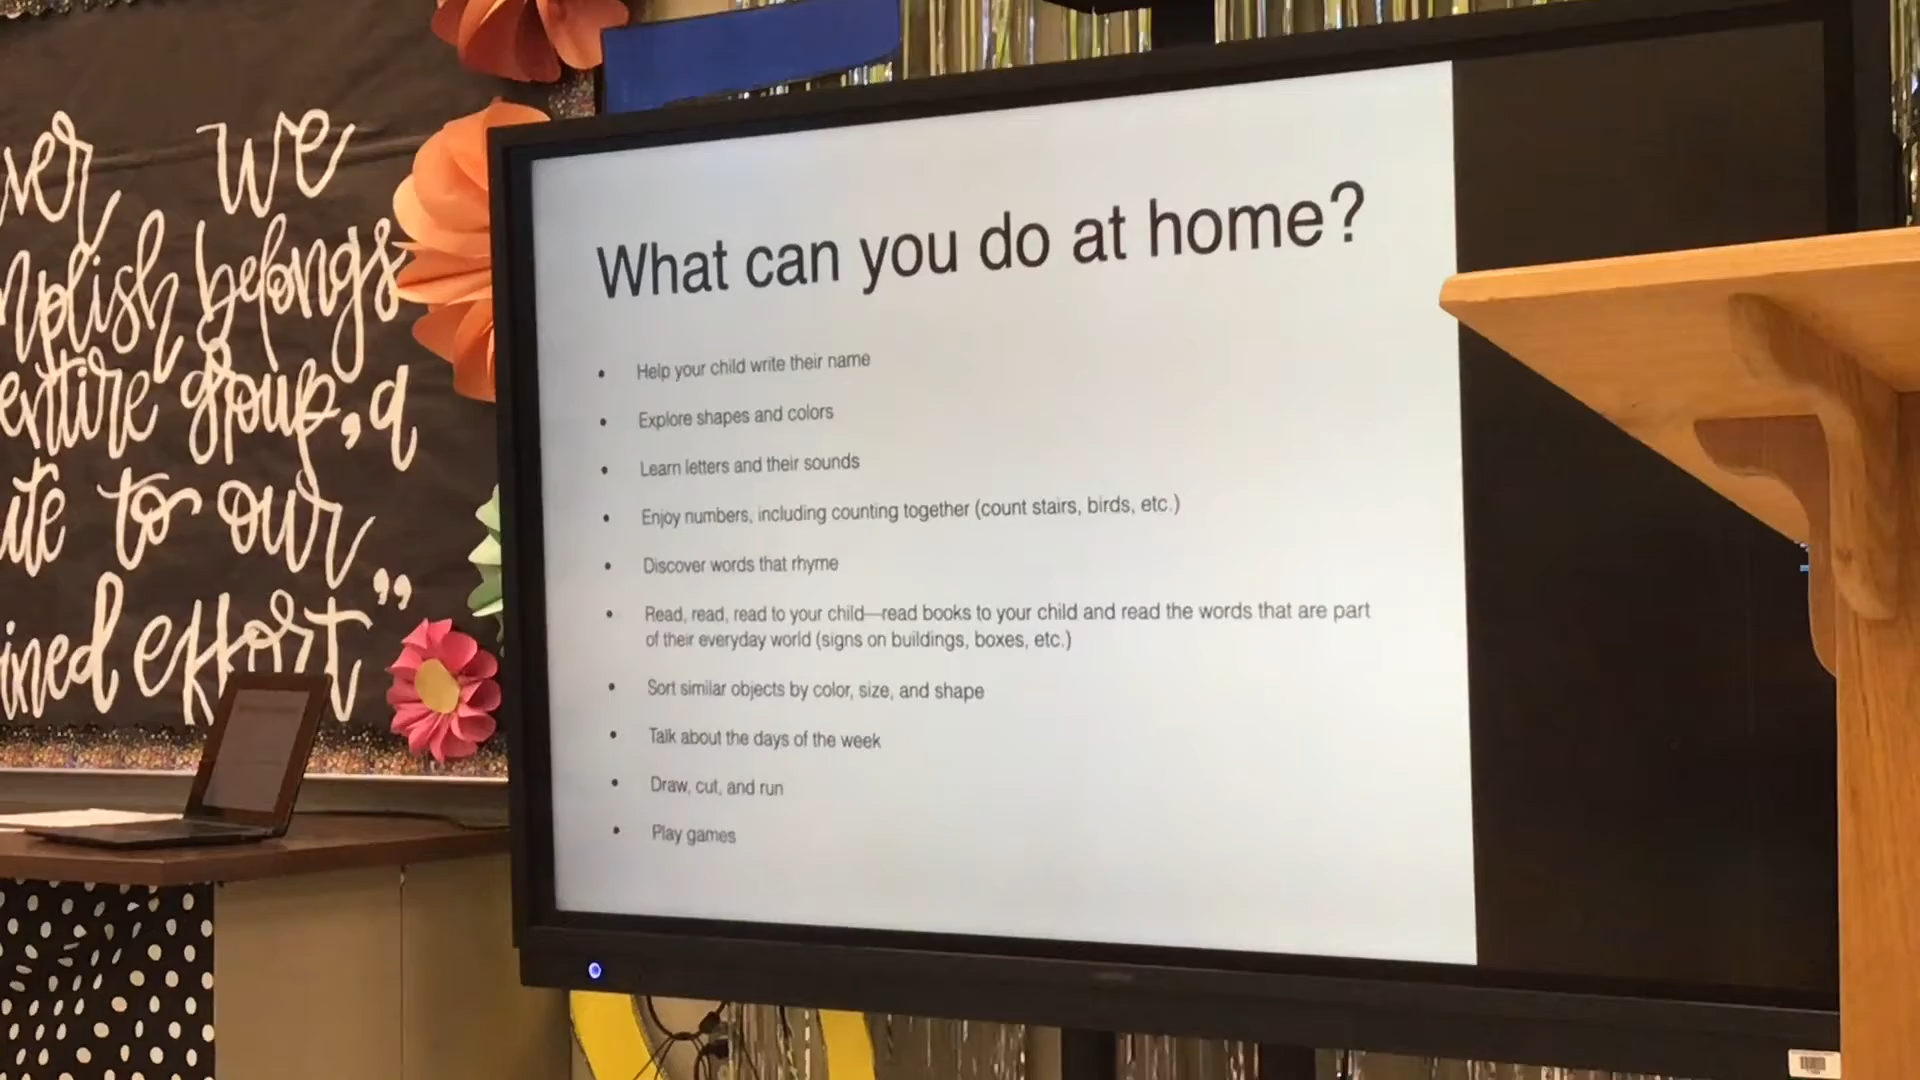 we
belongs
entire group, a
to our
effort”
What can you do at home?
• Help your child write their name
• Explore shapes and colors
• Learn letters and their sounds
• Enjoy numbers, including counting together (count stairs, birds, etc.)
• Discover words that rhyme
• Read, read, read to your child—read books to your child and read the words that are part
of their everyday world (signs on buildings, boxes, etc.)
• Sort similar objects by color, size, and shape
• Talk about the days of the week
• Draw, cut, and run
• Play games